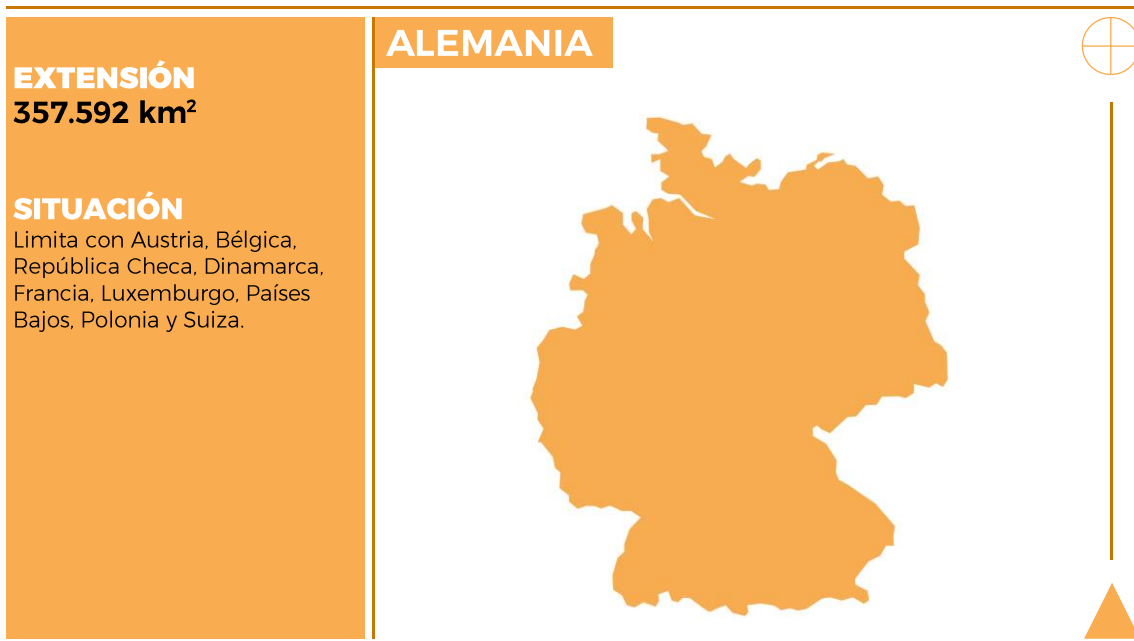 ALEMANIA
EXTENSIÓN
357.592 km²
SITUACIÓN
Limita con Austria, Bélgica,
República Checa, Dinamarca,
Francia, Luxemburgo, Países
Bajos, Polonia y Suiza.